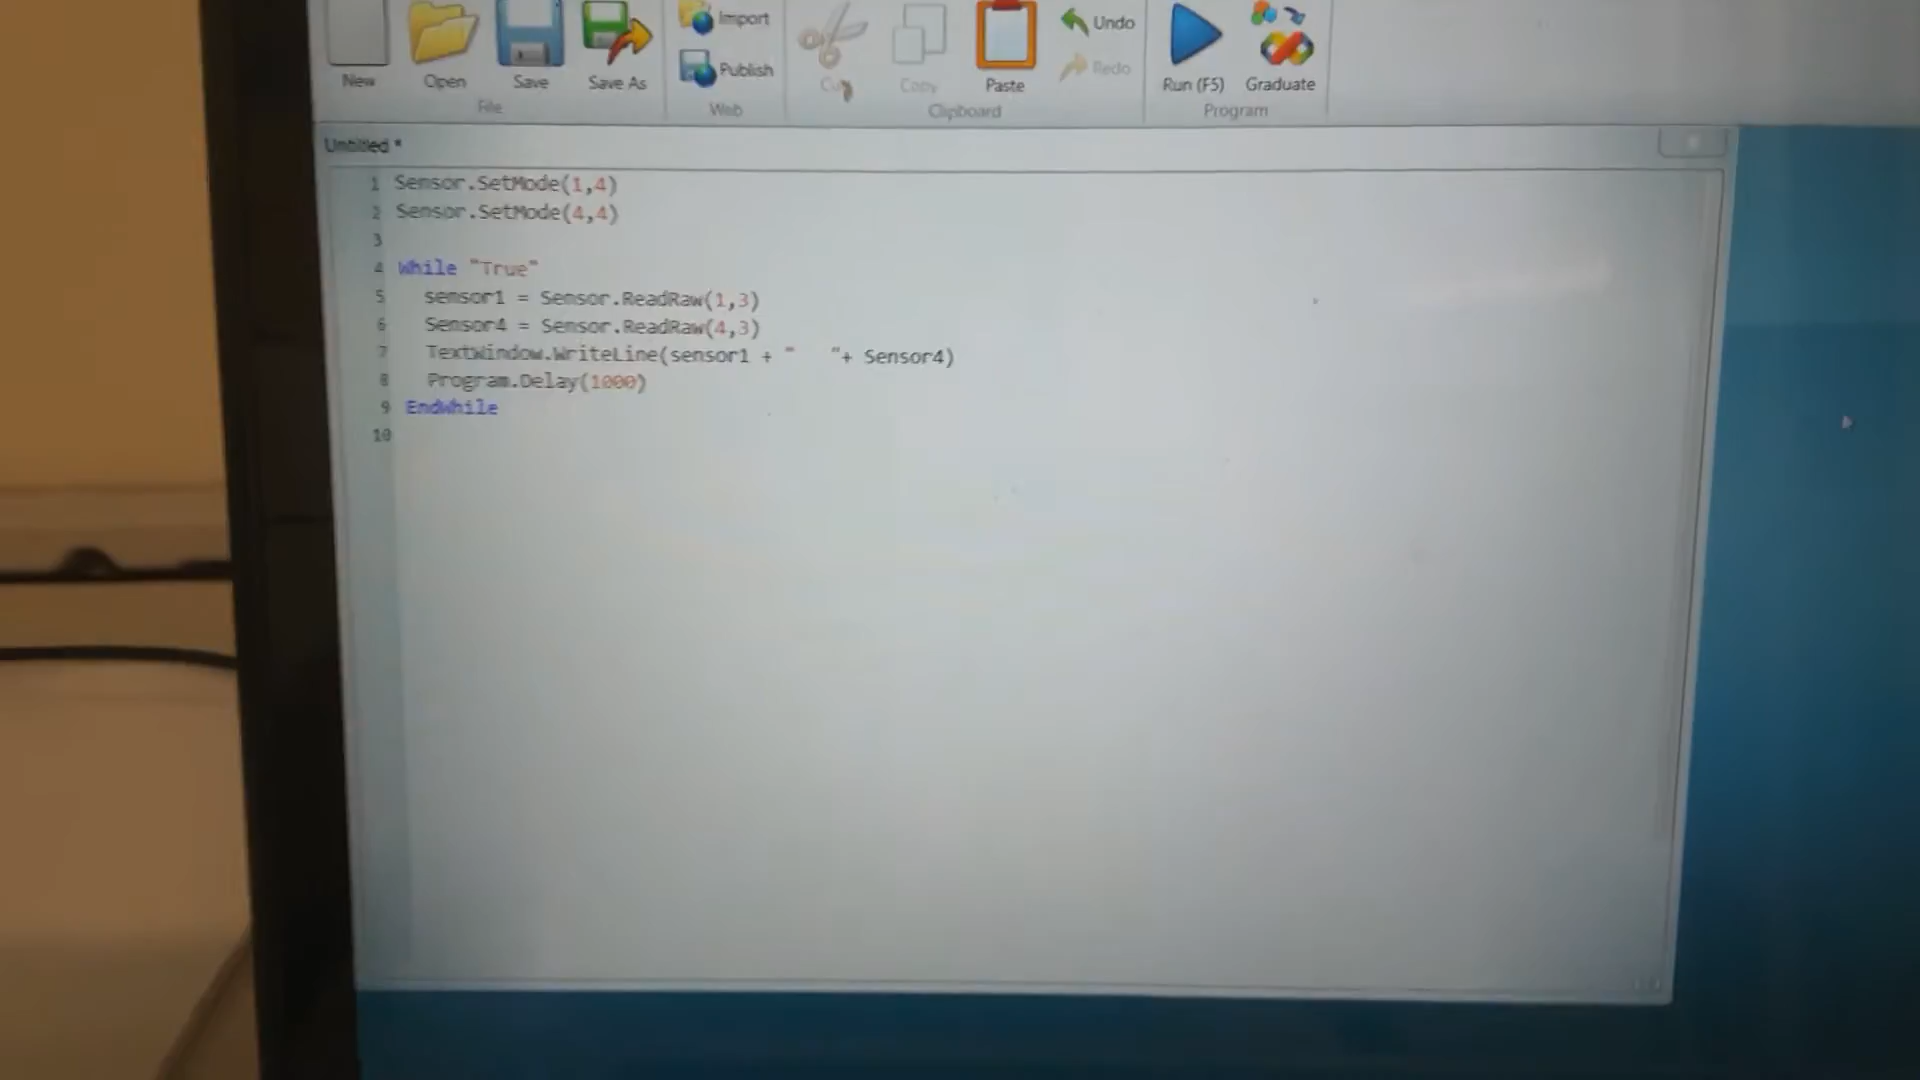 New
Open
Save
Save As
File
Import
Publish
Web
Cut
Copy
Paste
Undo
Redo
Clipboard
Run (F5)
Graduate
Program
Untitled *
1 Sensor.SetMode(1,4)
2 Sensor.SetMode(4,4)
3
4 While "True"
5 sensor1 = Sensor.ReadRaw(1,3)
6 Sensor4 = Sensor.ReadRaw(4,3)
7 TextWindow.WriteLine(sensor1 + "   "+ Sensor4)
8 Program.Delay(1000)
9 EndWhile
10